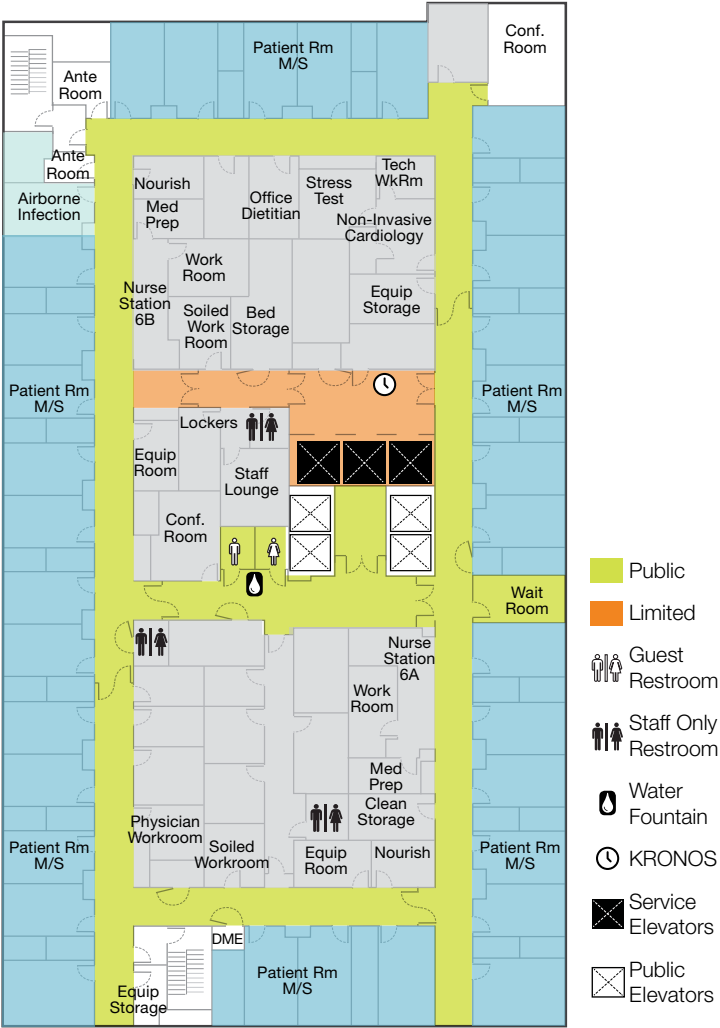 Conf.
Room
Patient Rm
M/S
Ante
Room
Ante
Room
Airborne
Infection
Nourish
Med
Prep
Office
Dietitian
Stress
Test
Tech
WkRm
Non-Invasive
Cardiology
Work
Room
Nurse
Station
6B
Soiled
Work
Room
Bed
Storage
Equip
Storage
Patient Rm
M/S
Patient Rm
M/S
Lockers
Equip
Room
Staff
Lounge
Conf.
Room
Wait
Room
Nurse
Station
6A
Work
Room
Med
Prep
Clean
Storage
Physician
Workroom
Soiled
Workroom
Equip
Room
Nourish
Patient Rm
M/S
Patient Rm
M/S
DME
Patient Rm
M/S
Equip
Storage
Public
Limited
Guest
Restroom
Staff Only
Restroom
Water
Fountain
KRONOS
Service
Elevators
Public
Elevators